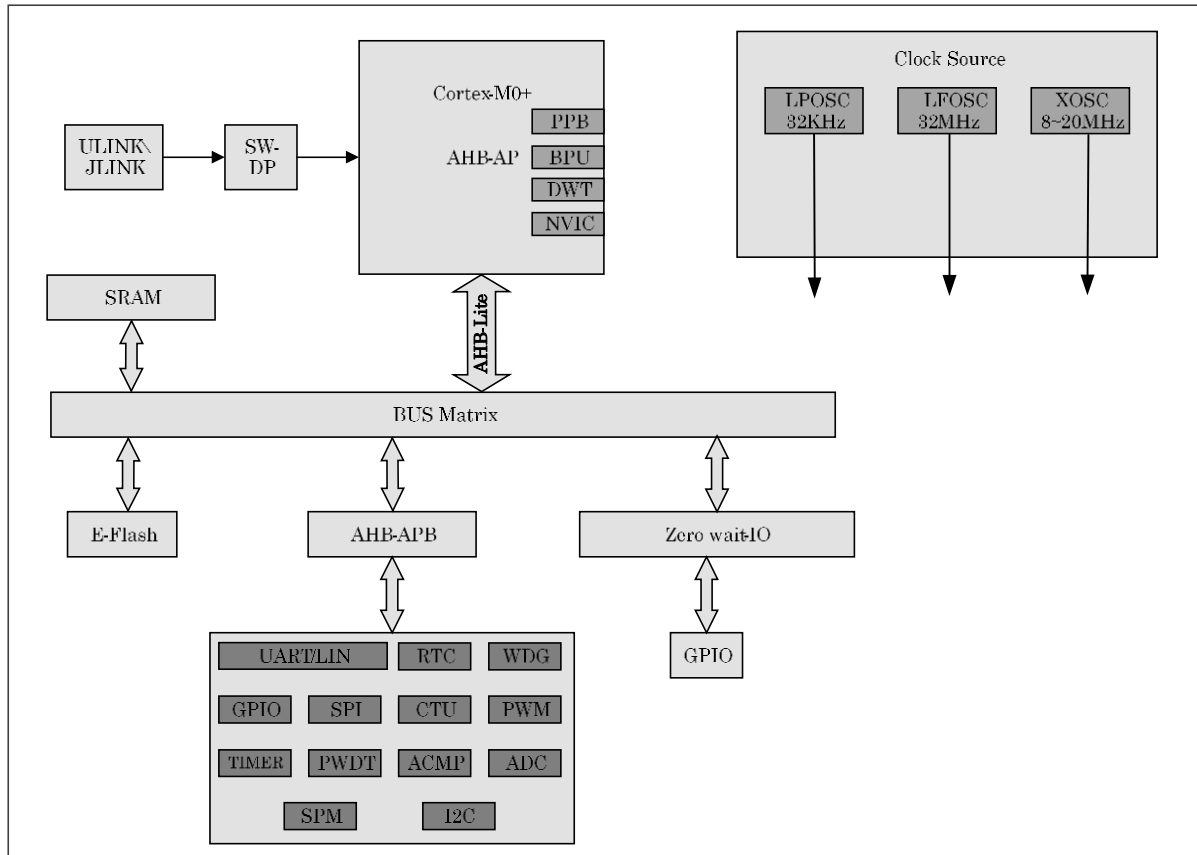 Cortex-M0+
PPB
AHB-AP
BPU
DWT
NVIC
ULINK\
JLINK
SW-
DP
Clock Source
LPOSC
32KHz
LFOSC
32MHz
XOSC
8~20MHz
SRAM
AHB-Lite
BUS Matrix
E-Flash
AHB-APB
Zero wait-IO
GPIO
UART/LIN
RTC
WDG
GPIO
SPI
CTU
PWM
TIMER
PWDT
ACMP
ADC
SPM
I2C